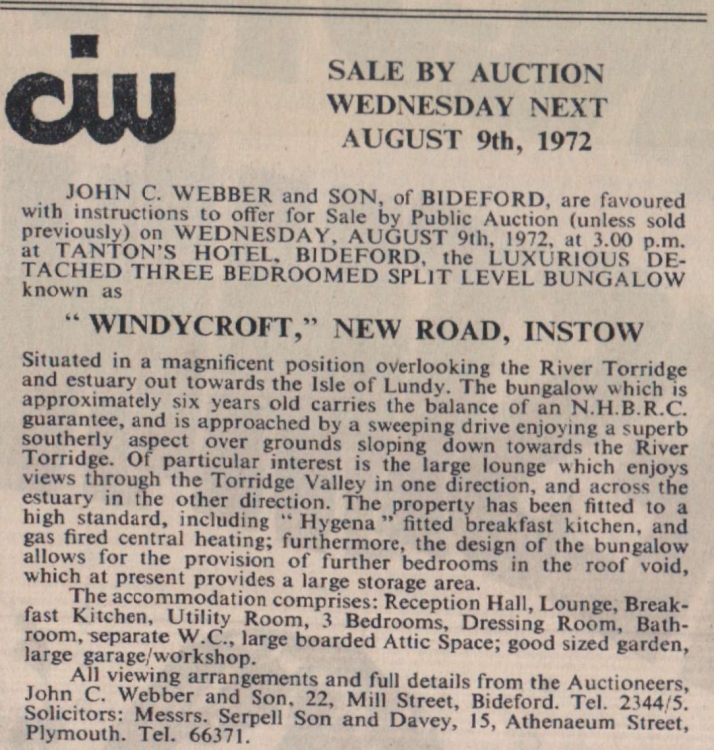 ciw
SALE BY AUCTION
WEDNESDAY NEXT
AUGUST 9th, 1972
JOHN C. WEBBER and SON, of BIDEFORD, are favoured
with instructions to offer for Sale by Public Auction (unless sold
previously) on WEDNESDAY, AUGUST 9th, 1972, at 3.00 p.m.
at TANTON'S HOTEL, BIDEFORD, the LUXURIOUS DE-
TACHED THREE BEDROOMED SPLIT LEVEL BUNGALOW
known as
" WINDYCROFT," NEW ROAD, INSTOW
Situated in a magnificent position overlooking the River Torridge
and estuary out towards the Isle of Lundy. The bungalow which is
approximately six years old carries the balance of an N.H.B.R.C.
guarantee, and is approached by a sweeping drive enjoying a superb
southerly aspect over grounds sloping down towards the River
Torridge. Of particular interest is the large lounge which enjoys
views through the Torridge Valley in one direction, and across the
estuary in the other direction. The property has been fitted to a
high standard, including " Hygena " fitted breakfast kitchen, and
gas fired central heating; furthermore, the design of the bungalow
allows for the provision of further bedrooms in the roof void,
which at present provides a large storage area.
The accommodation comprises: Reception Hall, Lounge, Break-
fast Kitchen, Utility Room, 3 Bedrooms, Dressing Room, Bath-
room, separate W.C., large boarded Attic Space; good sized garden,
large garage/workshop.
All viewing arrangements and full details from the Auctioneers,
John C. Webber and Son, 22, Mill Street, Bideford. Tel. 2344/5.
Solicitors: Messrs. Serpell Son and Davey, 15, Athenaeum Street,
Plymouth. Tel. 66371.